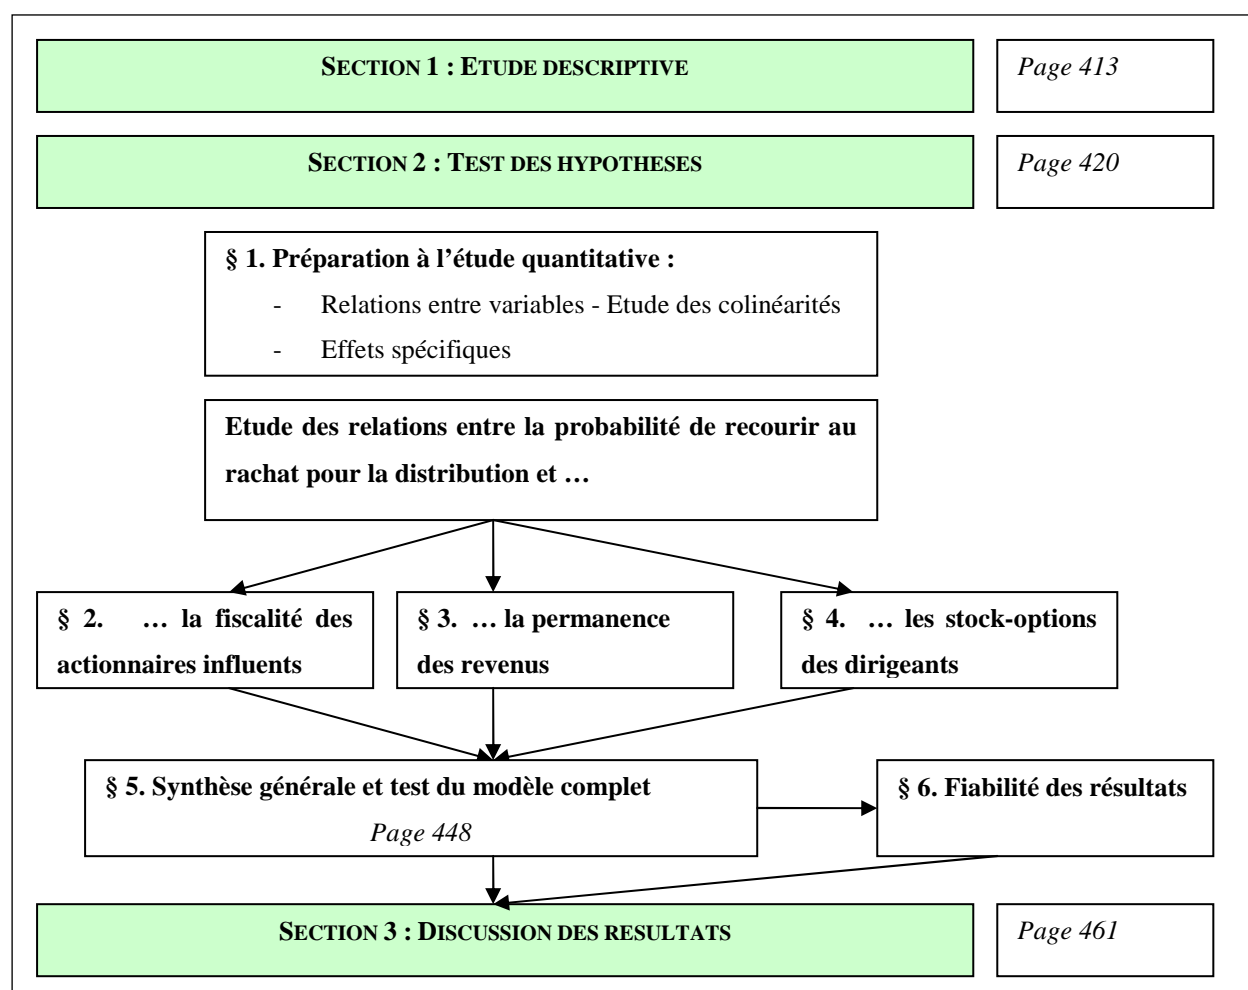 SECTION 1 : ETUDE DESCRIPTIVE
Page 413
SECTION 2 : TEST DES HYPOTHESES
Page 420
§ 1. Préparation à l’étude quantitative :
- Relations entre variables - Etude des colinéarités
- Effets spécifiques
Etude des relations entre la probabilité de recourir au
rachat pour la distribution et …
§ 2. … la fiscalité des
actionnaires influents
§ 3. … la permanence
des revenus
§ 4. … les stock-options
des dirigeants
§ 5. Synthèse générale et test du modèle complet
Page 448
§ 6. Fiabilité des résultats
SECTION 3 : DISCUSSION DES RESULTATS
Page 461